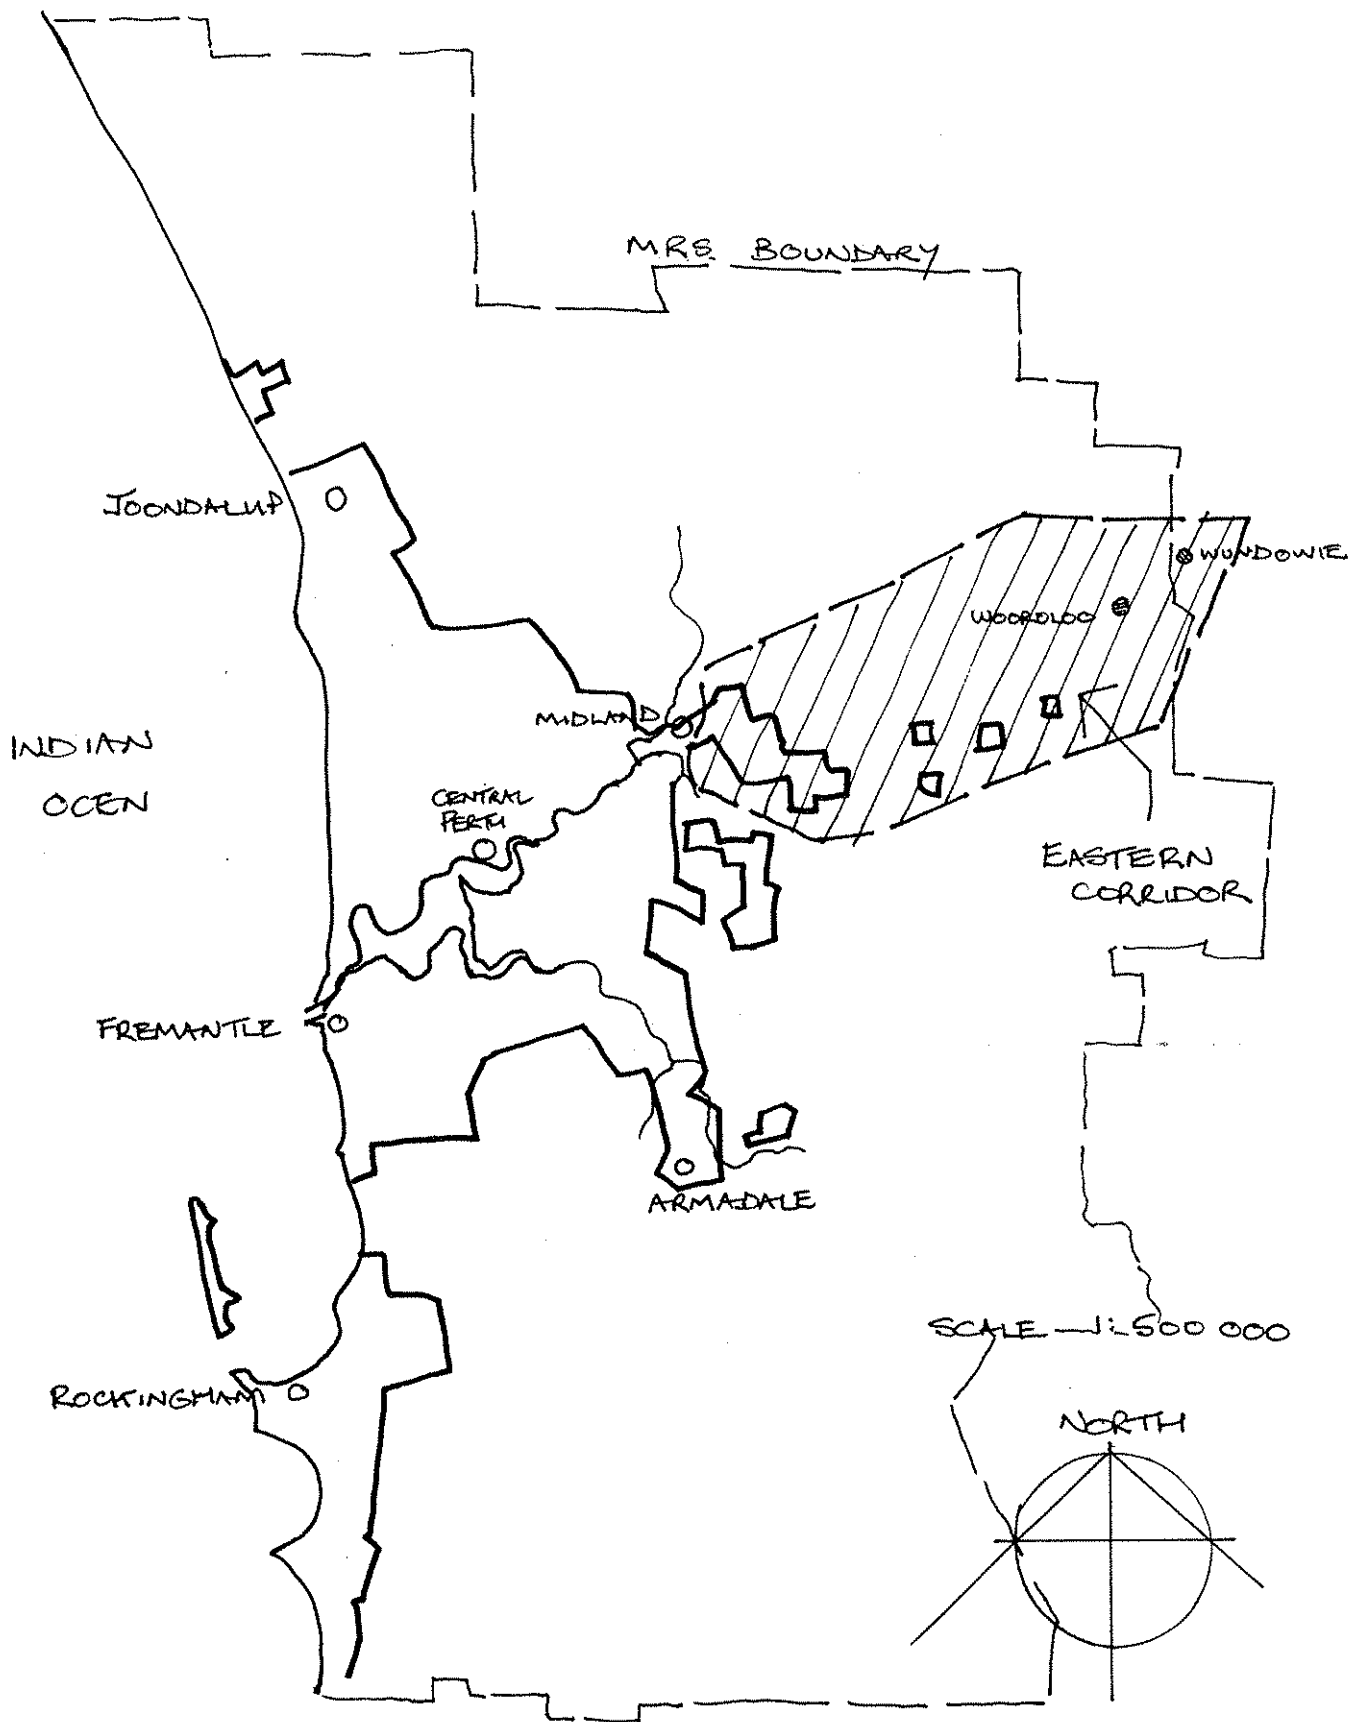 M.R.S. BOUNDARY
JOONDALUP
WUNDOWIE
WOOROLOO
MIDLAND
INDIAN
OCEN
CENTRAL
PERTH
EASTERN
CORRIDOR
FREMANTLE
ARMADALE
SCALE 1:500 000
ROCKINGHAM
NORTH